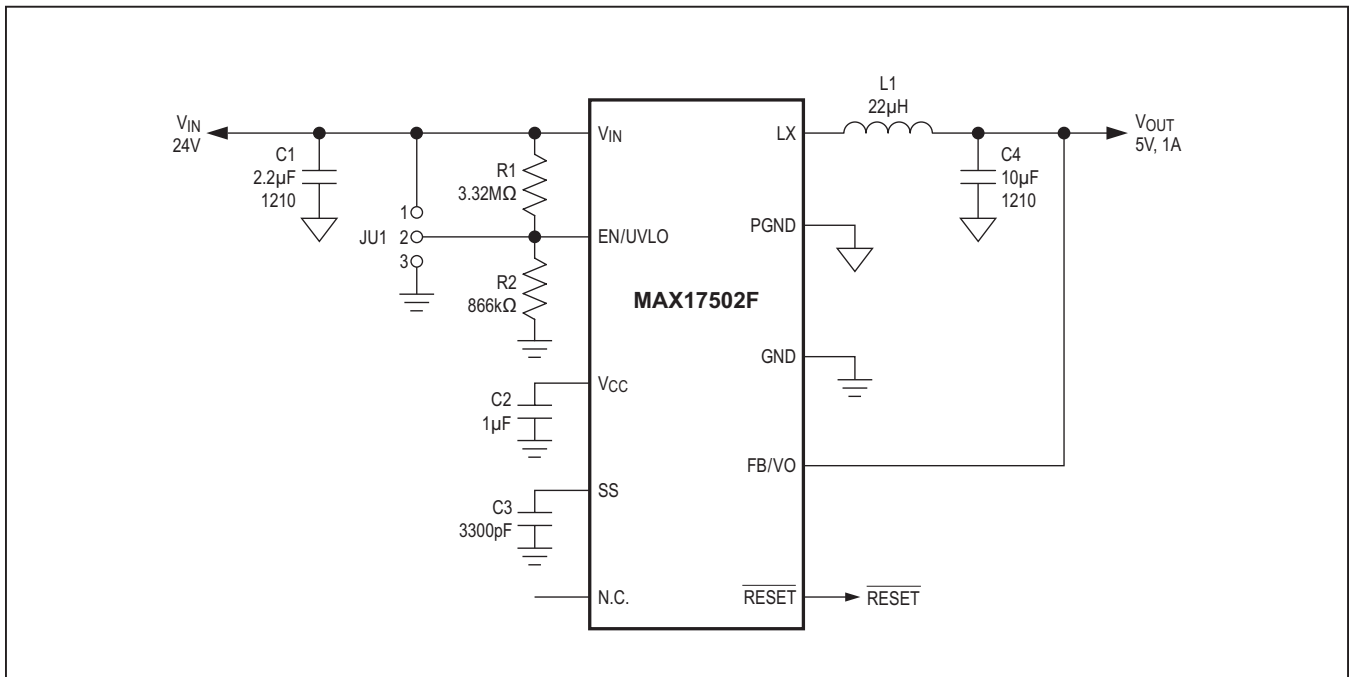 VIN
24V
C1
2.2µF
1210
JU1
1
2
3
R1
3.32MΩ
R2
866kΩ
C2
1µF
C3
3300pF
VIN
EN/UVLO
VCC
SS
N.C.
MAX17502F
LX
PGND
GND
FB/VO
RESET
RESET
L1
22µH
C4
10µF
1210
VOUT
5V, 1A